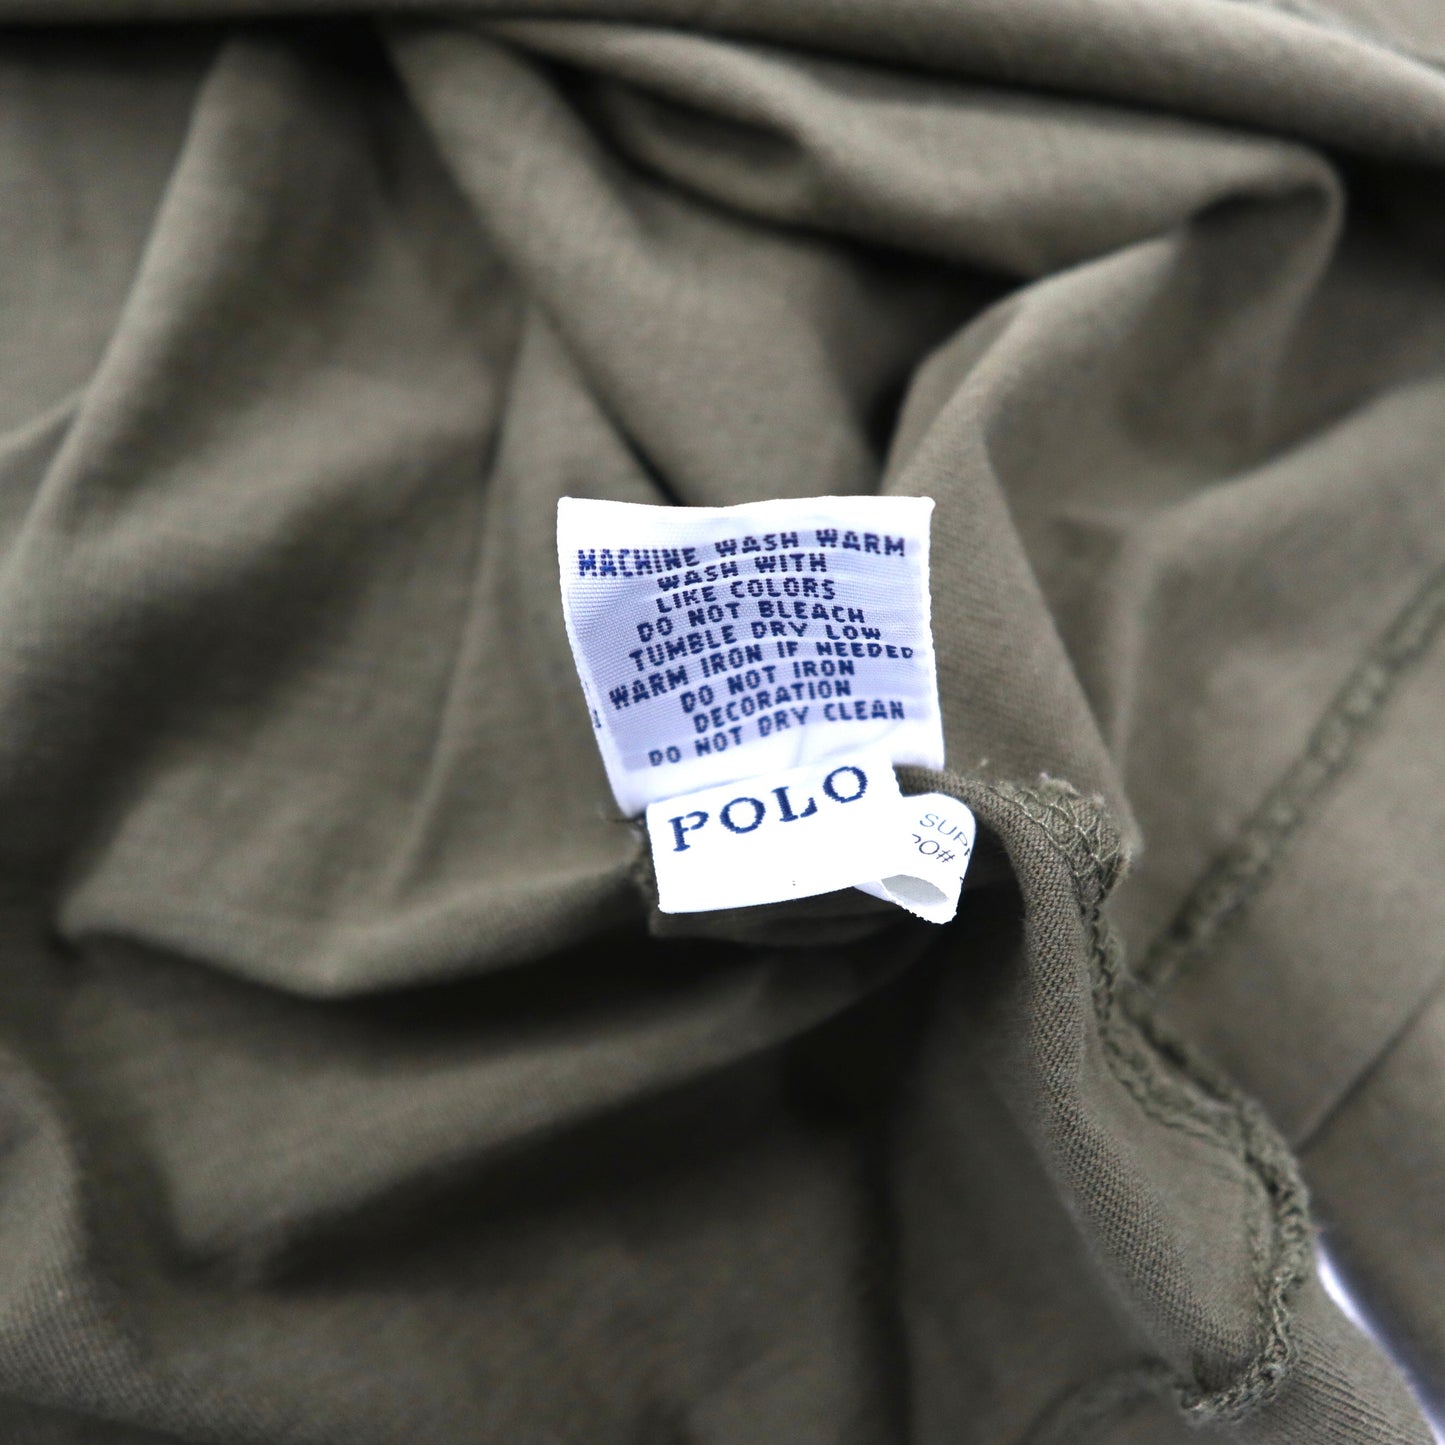 MACHINE WASH WARM
WASH WITH
LIKE COLORS
DO NOT BLEACH
TUMBLE DRY LOW
WARM IRON IF NEEDED
DO NOT IRON
DECORATION
DO NOT DRY CLEAN
POLO